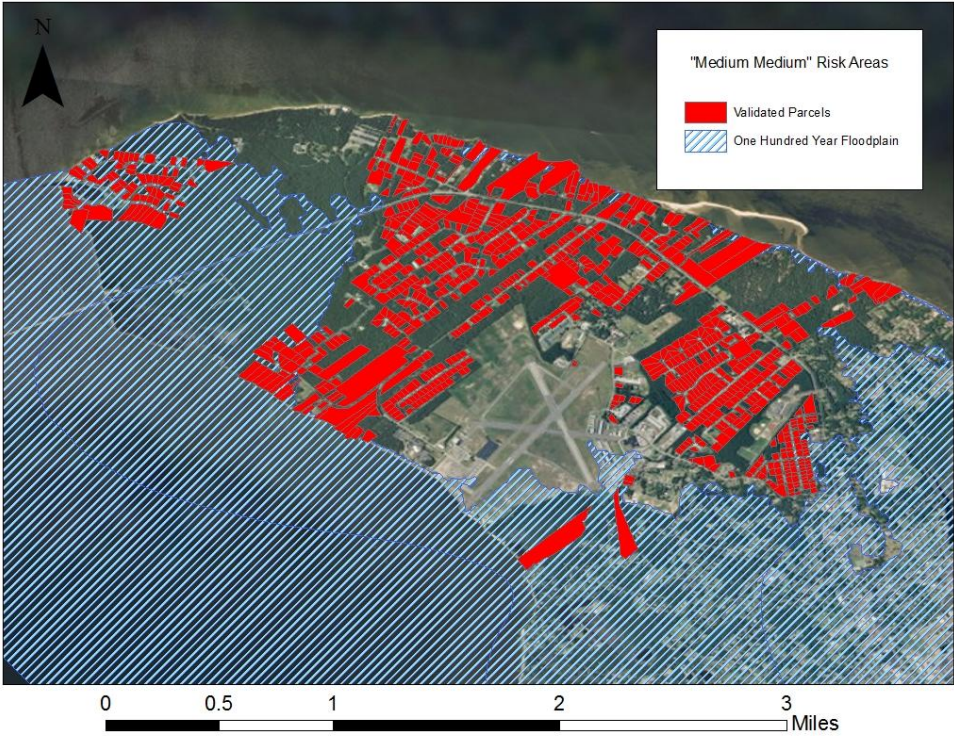 N
"Medium Medium" Risk Areas
Validated Parcels
One Hundred Year Floodplain
0 0.5 1 2 3
Miles